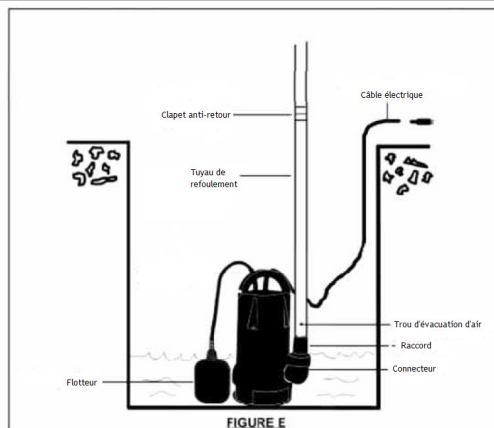 Câble électrique
Clapet anti-retour
Tuyau de
refoulement
Trou d'évacuation d'air
Raccord
Connecteur
Flotteur
FIGURE E